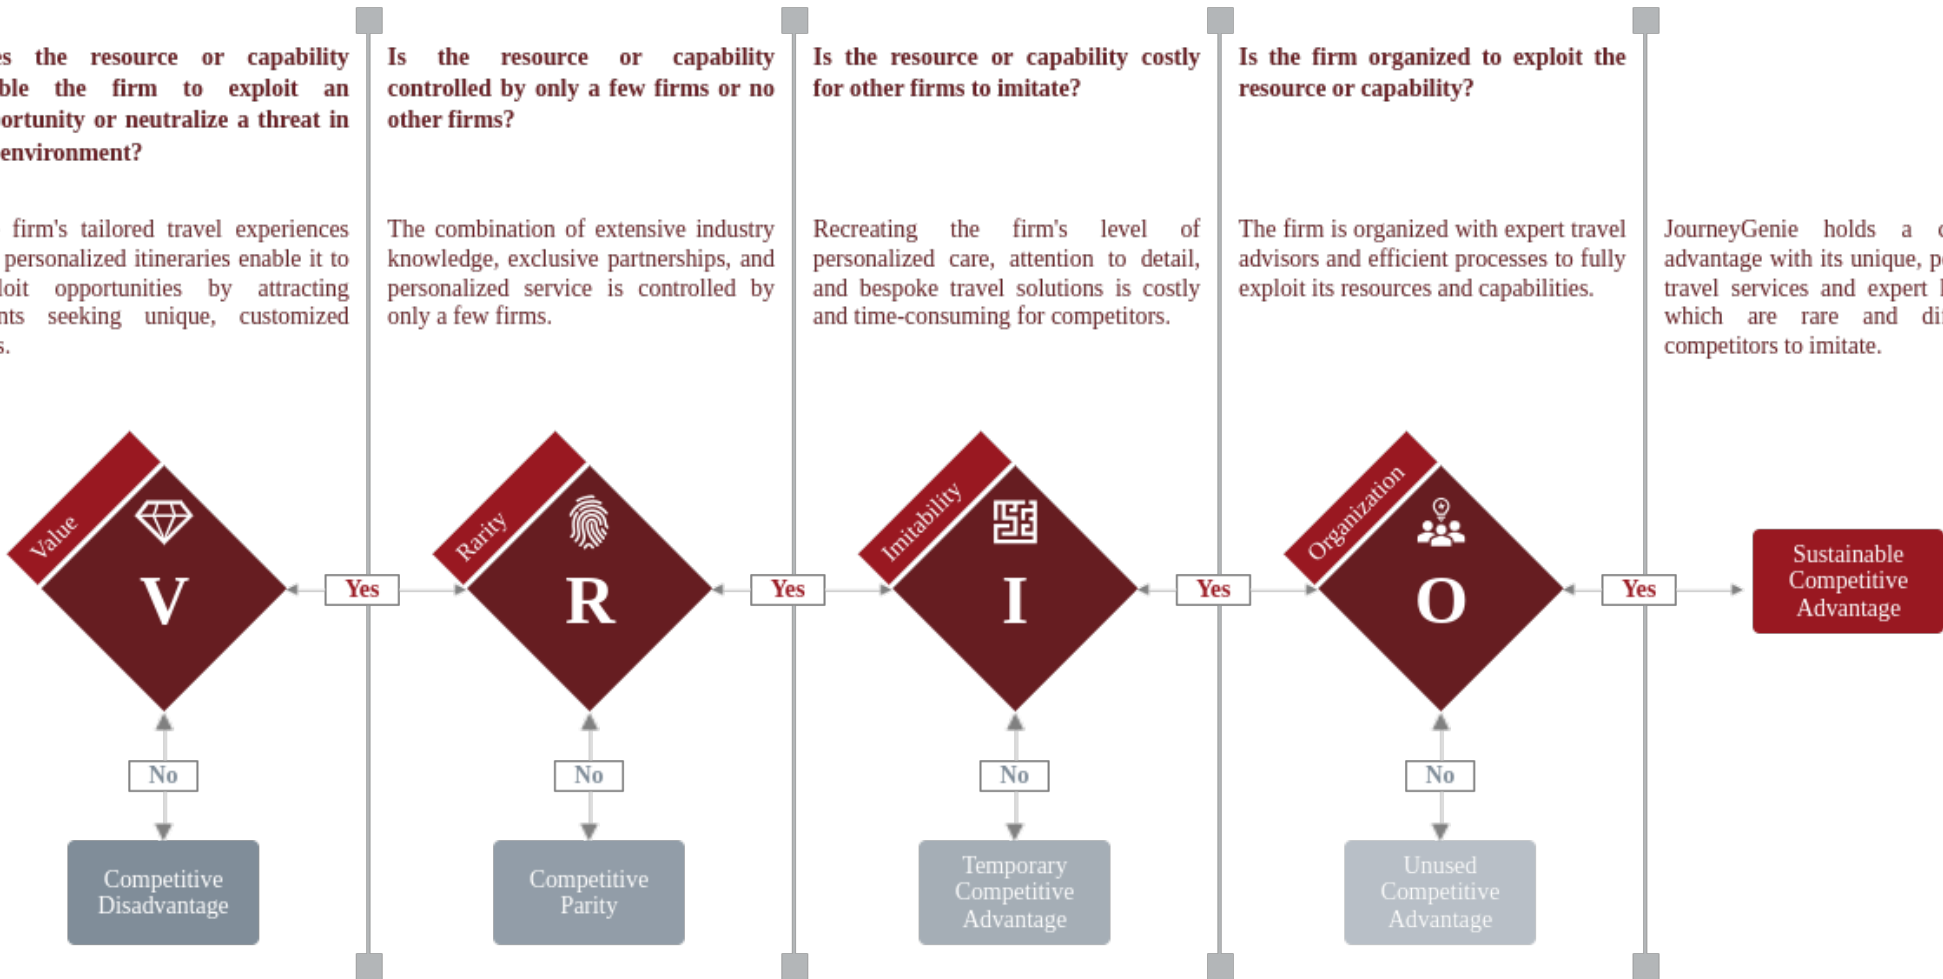 the resource or capability
the firm to exploit an
or neutralize a threat in
environment?
firm's tailored travel experiences
personalized itineraries enable it to
opportunities by attracting
seeking unique, customized
Is the resource or capability
controlled by only a few firms or no
other firms?
The combination of extensive industry
knowledge, exclusive partnerships, and
personalized service is controlled by
only a few firms.
Is the resource or capability costly
for other firms to imitate?
Recreating the firm's level of
personalized care, attention to detail,
and bespoke travel solutions is costly
and time-consuming for competitors.
Is the firm organized to exploit the
resource or capability?
The firm is organized with expert travel
advisors and efficient processes to fully
exploit its resources and capabilities.
JourneyGenie holds a
advantage with its unique,
travel services and expert
which are rare and
competitors to imitate.
Value
V
Yes
Rarity
R
Yes
Imitability
I
Yes
Organization
O
Yes
Sustainable
Competitive
Advantage
No
No
No
No
Competitive
Disadvantage
Competitive
Parity
Temporary
Competitive
Advantage
Unused
Competitive
Advantage